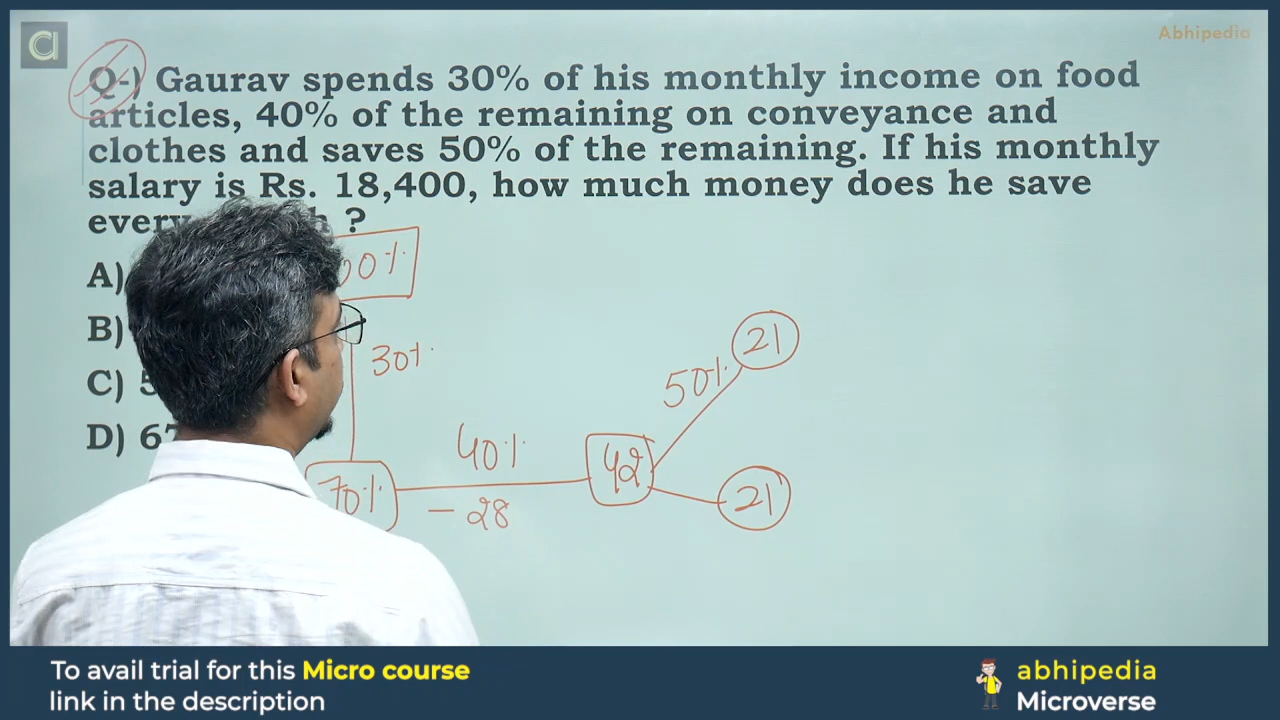 Abhipedia
Q-) Gaurav spends 30% of his monthly income on food
articles, 40% of the remaining on conveyance and
clothes and saves 50% of the remaining. If his monthly
salary is Rs. 18,400, how much money does he save
?
A)
B)
C) 5
D) 6
30%
70%
40%
- 28
42
50%
21
21
To avail trial for this Micro course
link in the description
abhipedia
Microverse